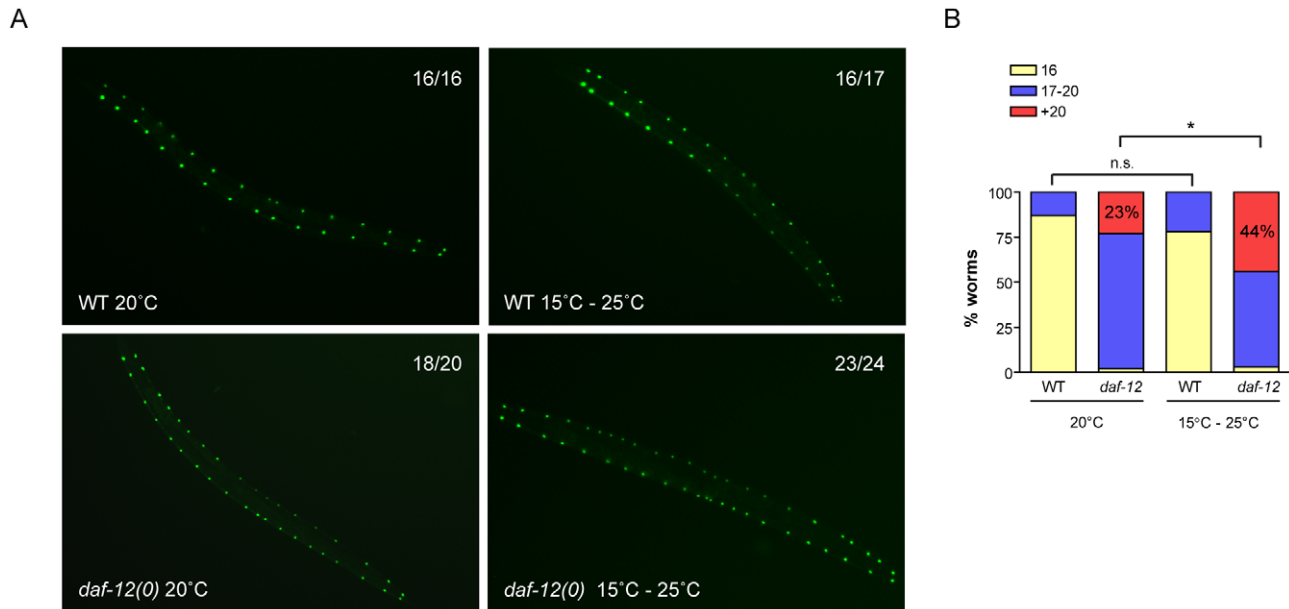 A
16/16
WT 20˚C
16/17
WT 15˚C - 25˚C
18/20
daf-12(0) 20˚C
23/24
daf-12(0) 15˚C - 25˚C
B
16
17-20
+20
*
n.s.
% worms
100
75
50
25
0
23%
44%
WT daf-12 WT daf-12
20°C 15°C - 25°C